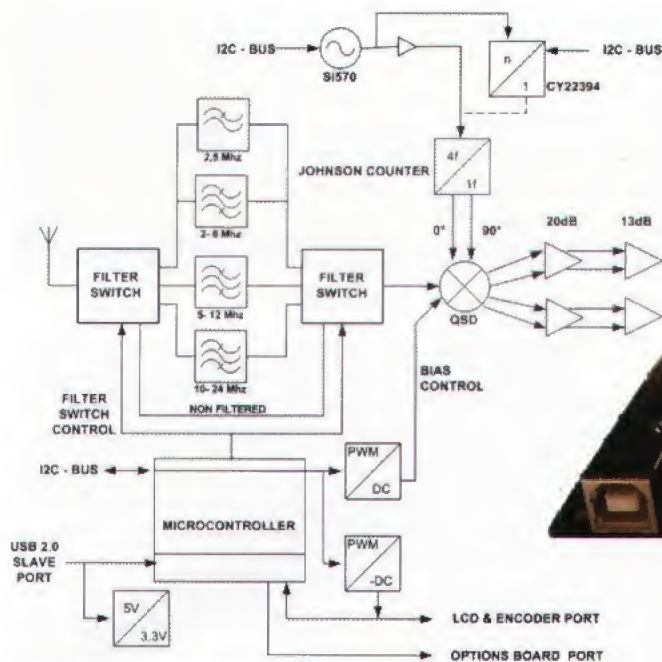 I2C - BUS
SI570
I2C - BUS
n
1
CY22394
2,5 Mhz
JOHNSON COUNTER
4f
1f
2- 6 Mhz
0°
90°
20dB
13dB
FILTER
SWITCH
FILTER
SWITCH
5- 12 Mhz
QSD
10- 24 Mhz
BIAS
CONTROL
FILTER
SWITCH
CONTROL
NON FILTERED
I2C - BUS
PWM
DC
MICROCONTROLLER
USB 2.0
SLAVE
PORT
PWM
-DC
5V
3.3V
LCD & ENCODER PORT
OPTIONS BOARD PORT